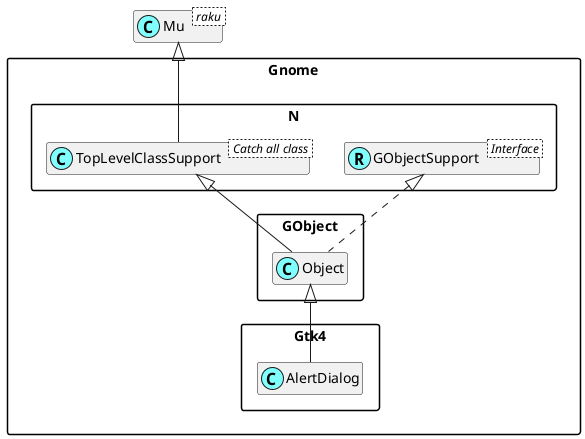 C Mu raku
Gnome
N
C TopLevelClassSupport Catch all class
R GObjectSupport Interface
GObject
C Object
Gtk4
C AlertDialog